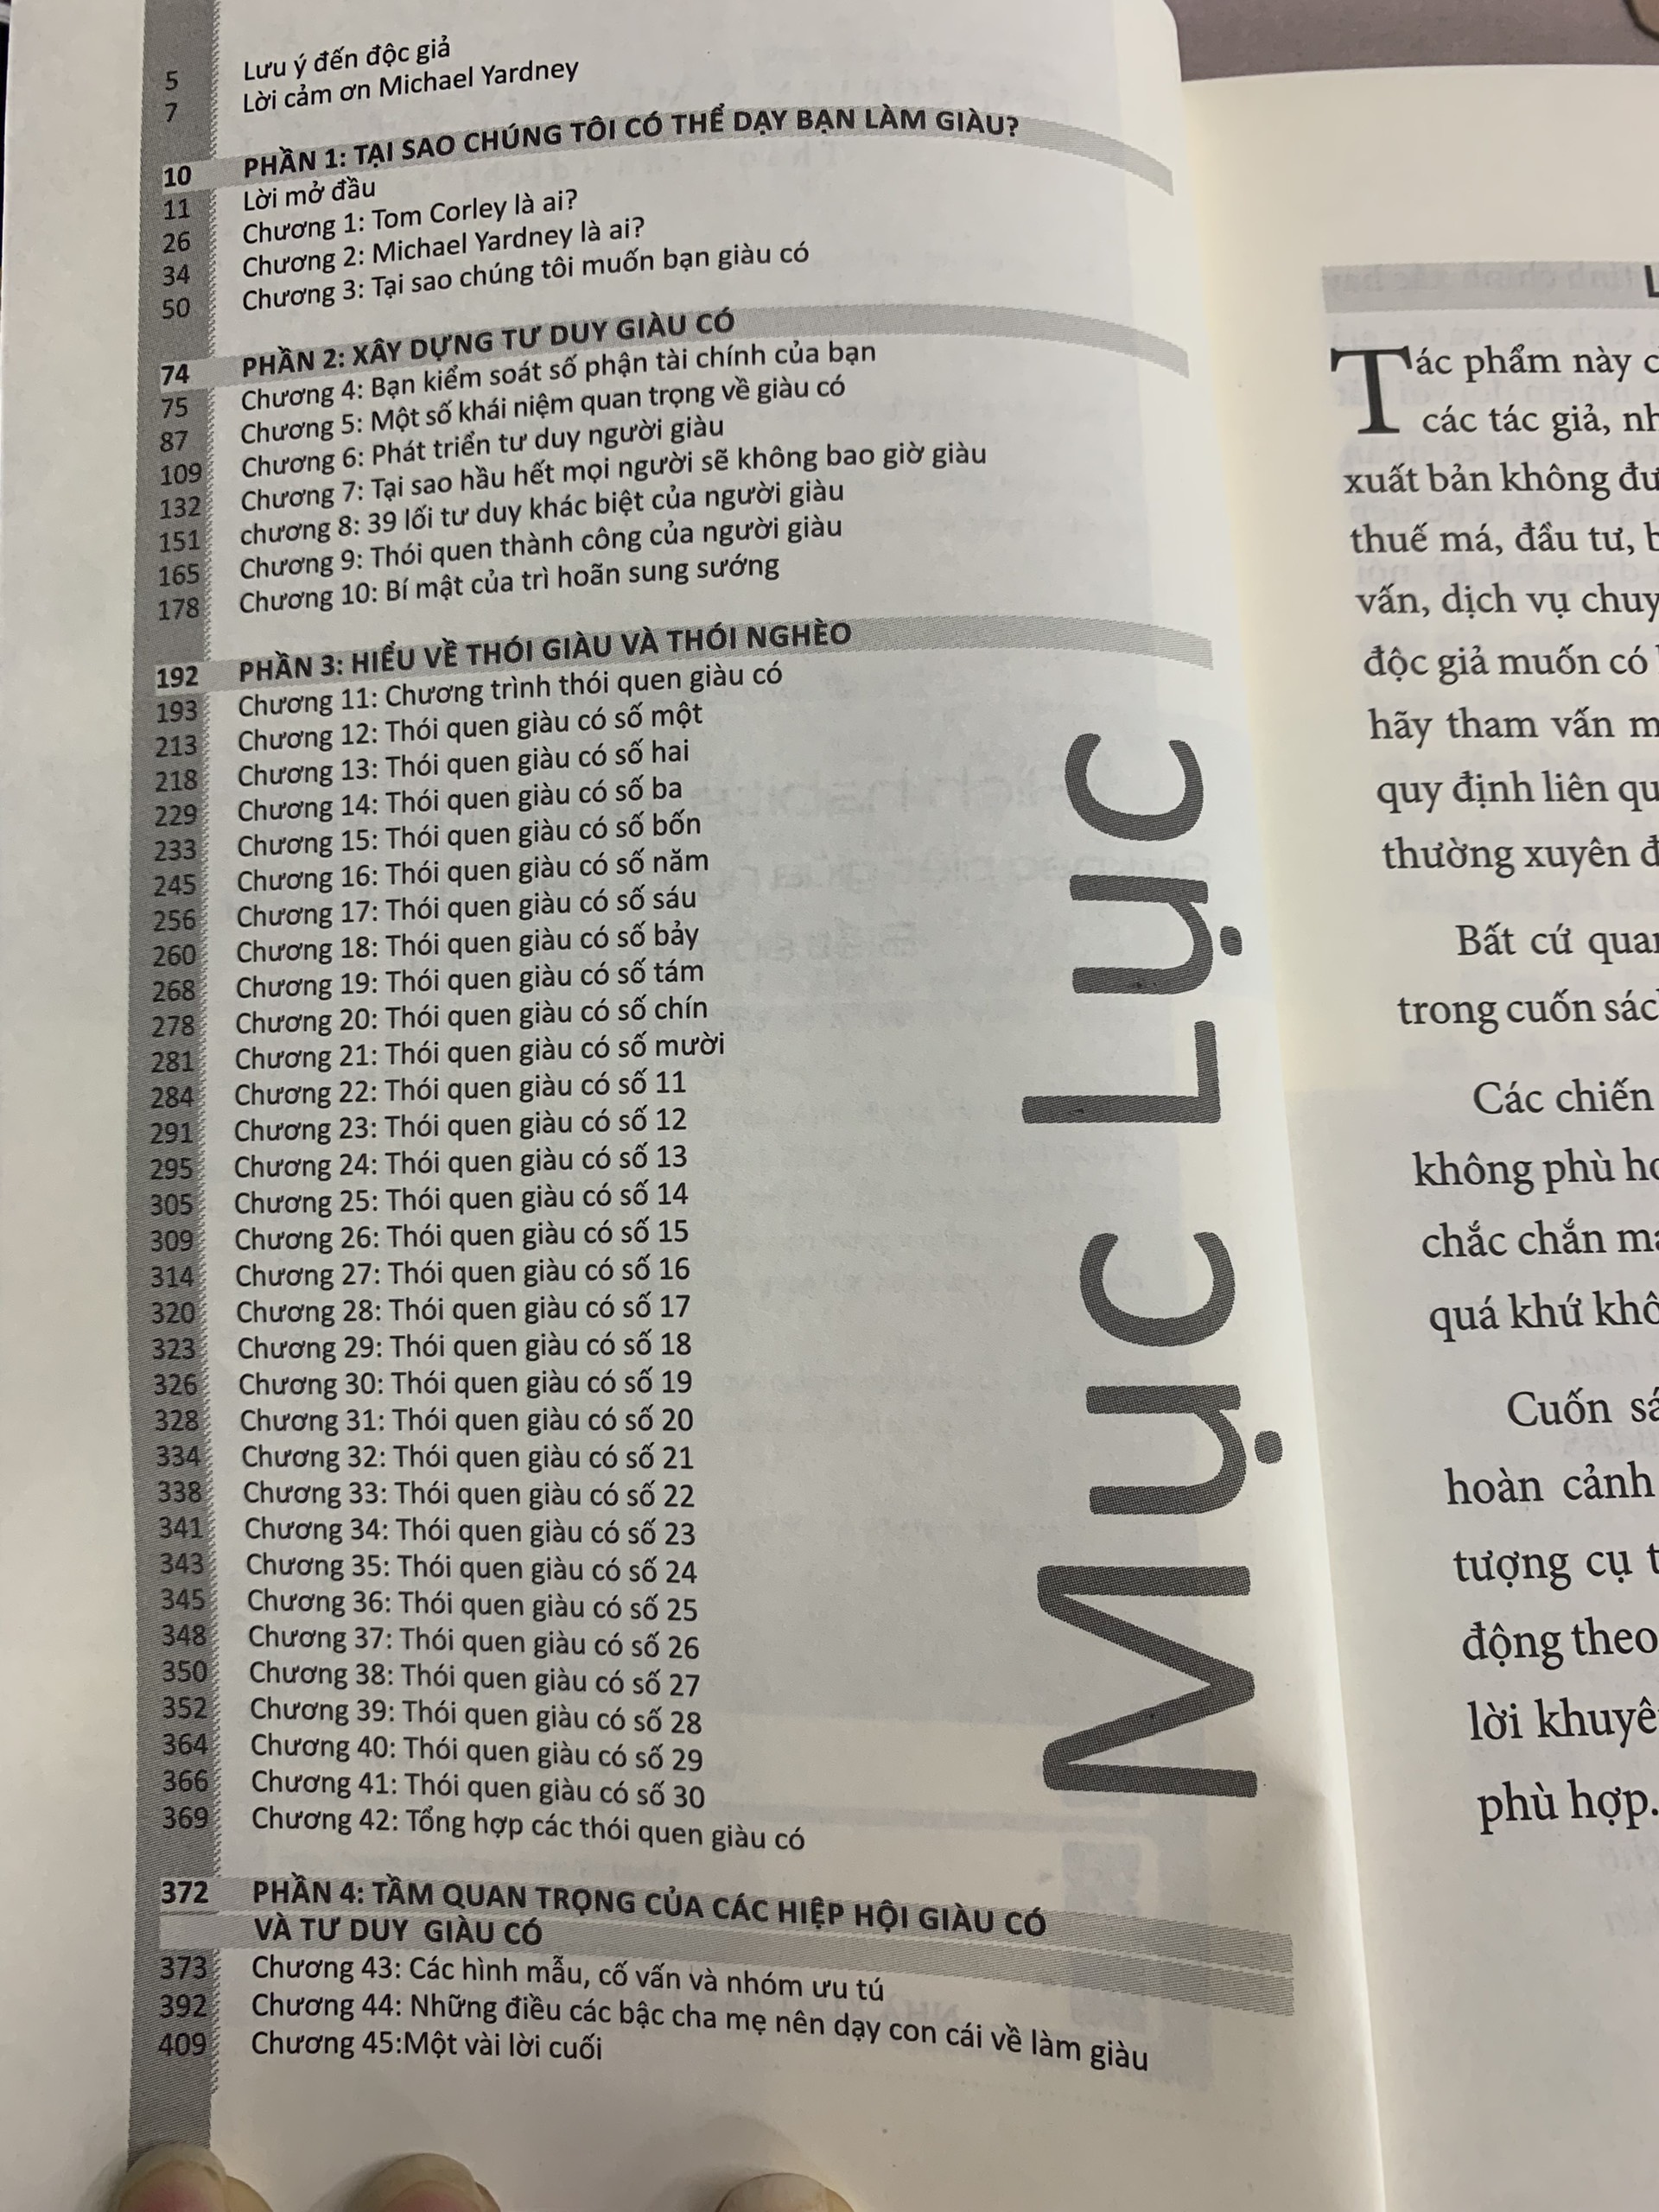 5 Lưu ý đến độc giả
7 Lời cảm ơn Michael Yardney
10 PHẦN 1: TẠI SAO CHÚNG TÔI CÓ THỂ DẠY BẠN LÀM GIÀU?
11 Lời mở đầu
26 Chương 1: Tom Corley là ai?
34 Chương 2: Michael Yardney là ai?
50 Chương 3: Tại sao chúng tôi muốn bạn giàu có
74 PHẦN 2: XÂY DỰNG TƯ DUY GIÀU CÓ
75 Chương 4: Bạn kiểm soát số phận tài chính của bạn
87 Chương 5: Một số khái niệm quan trọng về giàu có
109 Chương 6: Phát triển tư duy người giàu
132 Chương 7: Tại sao hầu hết mọi người sẽ không bao giờ giàu
151 chương 8: 39 lối tư duy khác biệt của người giàu
165 Chương 9: Thói quen thành công của người giàu
178 Chương 10: Bí mật của trì hoãn sung sướng
192 PHẦN 3: HIỂU VỀ THÓI GIÀU VÀ THÓI NGHÈO
193 Chương 11: Chương trình thói quen giàu có
213 Chương 12: Thói quen giàu có số một
218 Chương 13: Thói quen giàu có số hai
229 Chương 14: Thói quen giàu có số ba
233 Chương 15: Thói quen giàu có số bốn
245 Chương 16: Thói quen giàu có số năm
256 Chương 17: Thói quen giàu có số sáu
260 Chương 18: Thói quen giàu có số bảy
268 Chương 19: Thói quen giàu có số tám
278 Chương 20: Thói quen giàu có số chín
281 Chương 21: Thói quen giàu có số mười
284 Chương 22: Thói quen giàu có số 11
291 Chương 23: Thói quen giàu có số 12
295 Chương 24: Thói quen giàu có số 13
305 Chương 25: Thói quen giàu có số 14
309 Chương 26: Thói quen giàu có số 15
314 Chương 27: Thói quen giàu có số 16
320 Chương 28: Thói quen giàu có số 17
323 Chương 29: Thói quen giàu có số 18
326 Chương 30: Thói quen giàu có số 19
328 Chương 31: Thói quen giàu có số 20
334 Chương 32: Thói quen giàu có số 21
338 Chương 33: Thói quen giàu có số 22
341 Chương 34: Thói quen giàu có số 23
343 Chương 35: Thói quen giàu có số 24
345 Chương 36: Thói quen giàu có số 25
348 Chương 37: Thói quen giàu có số 26
350 Chương 38: Thói quen giàu có số 27
352 Chương 39: Thói quen giàu có số 28
364 Chương 40: Thói quen giàu có số 29
366 Chương 41: Thói quen giàu có số 30
369 Chương 42: Tổng hợp các thói quen giàu có
372 PHẦN 4: TẦM QUAN TRỌNG CỦA CÁC HIỆP HỘI GIÀU CÓ
VÀ TƯ DUY GIÀU CÓ
373 Chương 43: Các hình mẫu, cố vấn và nhóm ưu tú
392 Chương 44: Những điều các bậc cha mẹ nên dạy con cái về làm giàu
409 Chương 45:Một vài lời cuối
Mục Lục
Tác phẩm này
các tác giả,
xuất bản không
thuế má, đầu tư,
vấn, dịch vụ
độc giả muốn có
hãy tham vấn
quy định liên
thường xuyên
Bất cứ
trong cuốn
Các chiến
không phù
chắc chắn
quá khứ
Cuốn
hoàn cảnh
tượng cụ
động theo
lời
phù hợp.